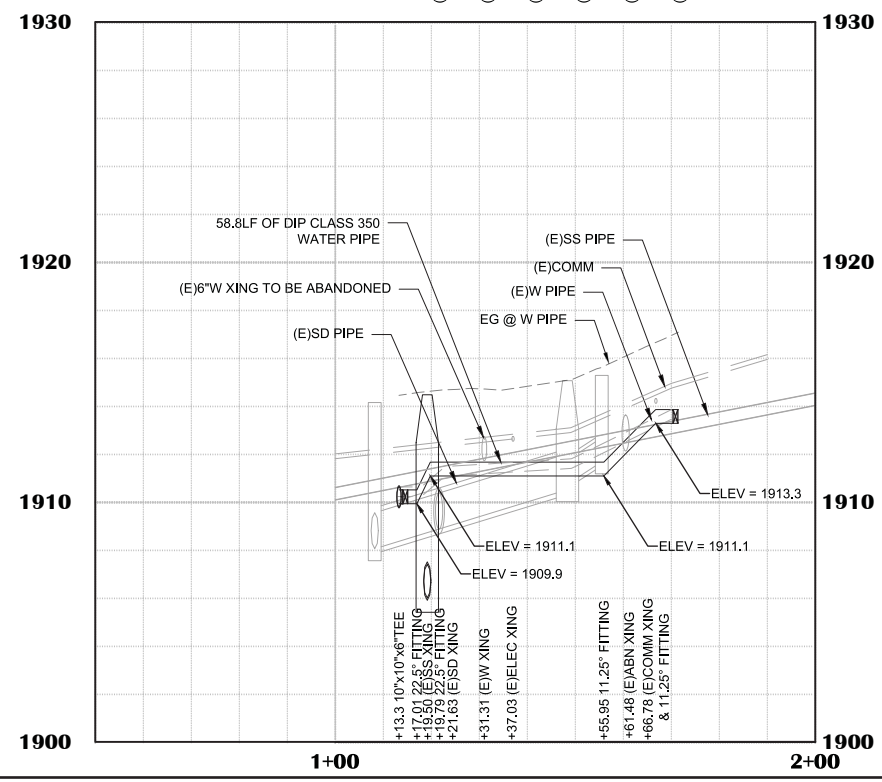 1930
1930
58.8LF OF DIP CLASS 350
WATER PIPE
(E)SS PIPE
1920
1920
(E)COMM
(E)6"W XING TO BE ABANDONED
(E)W PIPE
EG @ W PIPE
(E)SD PIPE
1910
1910
ELEV = 1913.3
ELEV = 1911.1
ELEV = 1911.1
ELEV = 1909.9
+13.3 10"x10"x6"TEE
+17.01 22.5° FITTING
+19.50 (E)SS XING
+19.79 22.5° FITTING
+21.63 (E)SD XING
+31.31 (E)W XING
+37.03 (E)ELEC XING
+55.95 11.25° FITTING
+61.48 (E)ABN XING
+66.78 (E)COMM XING
& 11.25° FITTING
1900
1900
1+00
2+00